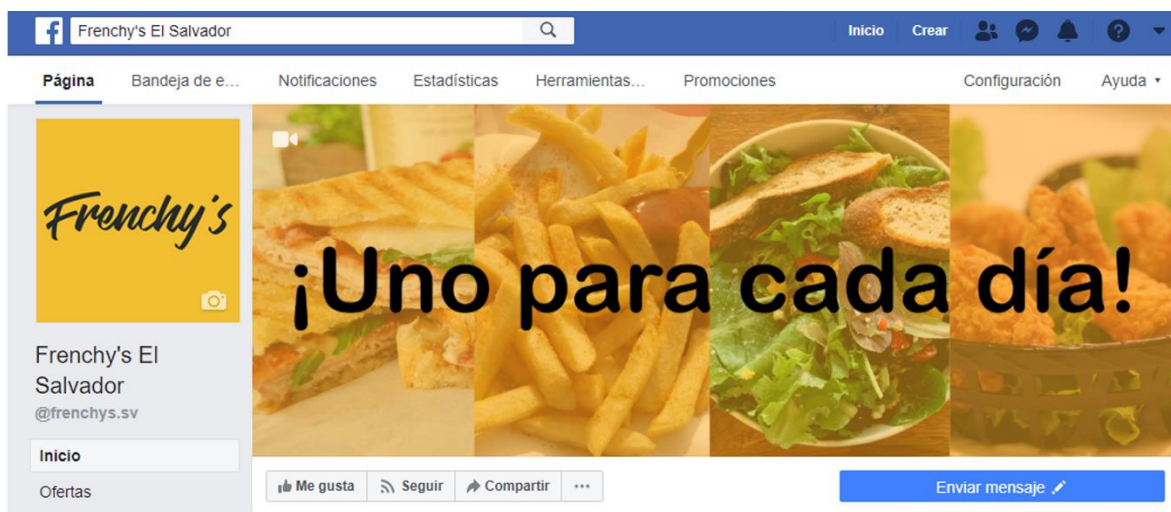 Frenchy's El Salvador
Inicio Crear
Página Bandeja de e... Notificaciones Estadísticas Herramientas... Promociones Configuración Ayuda
Frenchy's
¡Uno para cada día!
Frenchy's El
Salvador
@frenchys.sv
Inicio
Ofertas
Me gusta Seguir Compartir ...
Enviar mensaje